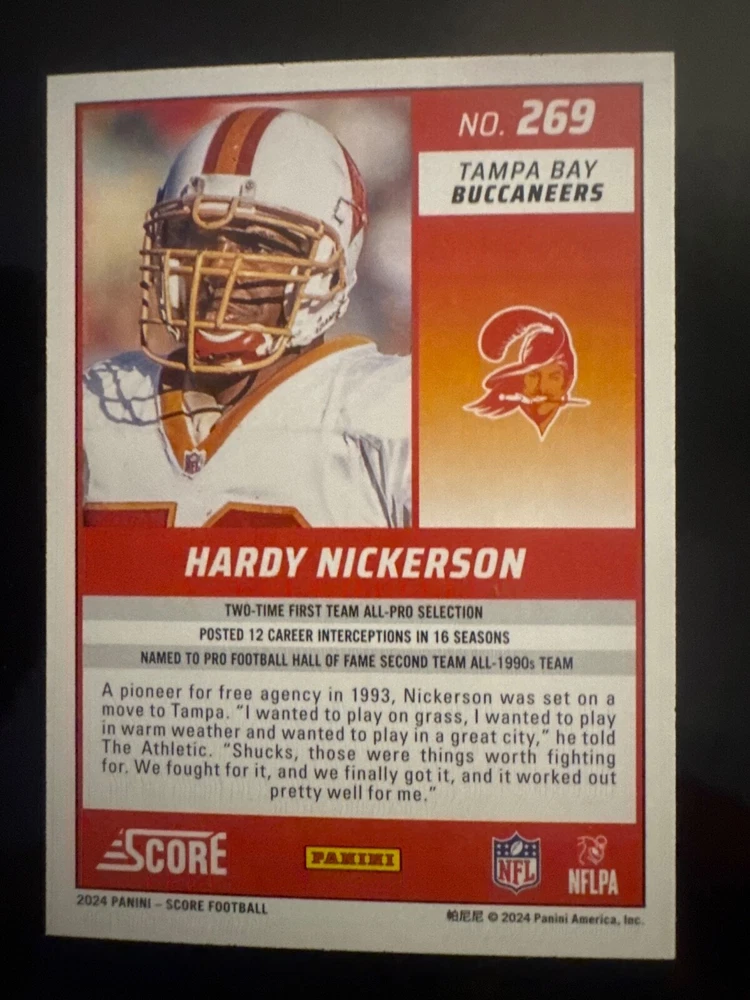 NO. 269
TAMPA BAY
BUCCANEERS
NFL
HARDY NICKERSON
TWO-TIME FIRST TEAM ALL-PRO SELECTION
POSTED 12 CAREER INTERCEPTIONS IN 16 SEASONS
NAMED TO PRO FOOTBALL HALL OF FAME SECOND TEAM ALL-1990s TEAM
A pioneer for free agency in 1993, Nickerson was set on a
move to Tampa. “I wanted to play on grass, I wanted to play
in warm weather and wanted to play in a great city,” he told
The Athletic. “Shucks, those were things worth fighting
for. We fought for it, and we finally got it, and it worked out
pretty well for me.”
SCORE
PANINI
NFL
NFLPA
2024 PANINI – SCORE FOOTBALL
帕尼尼 © 2024 Panini America, Inc.